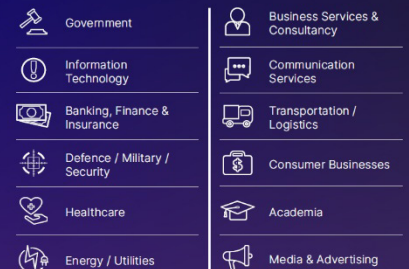 Government
Information
Technology
Banking, Finance &
Insurance
Defence / Military /
Security
Healthcare
Energy / Utilities
Business Services &
Consultancy
Communication
Services
Transportation /
Logistics
Consumer Businesses
Academia
Media & Advertising